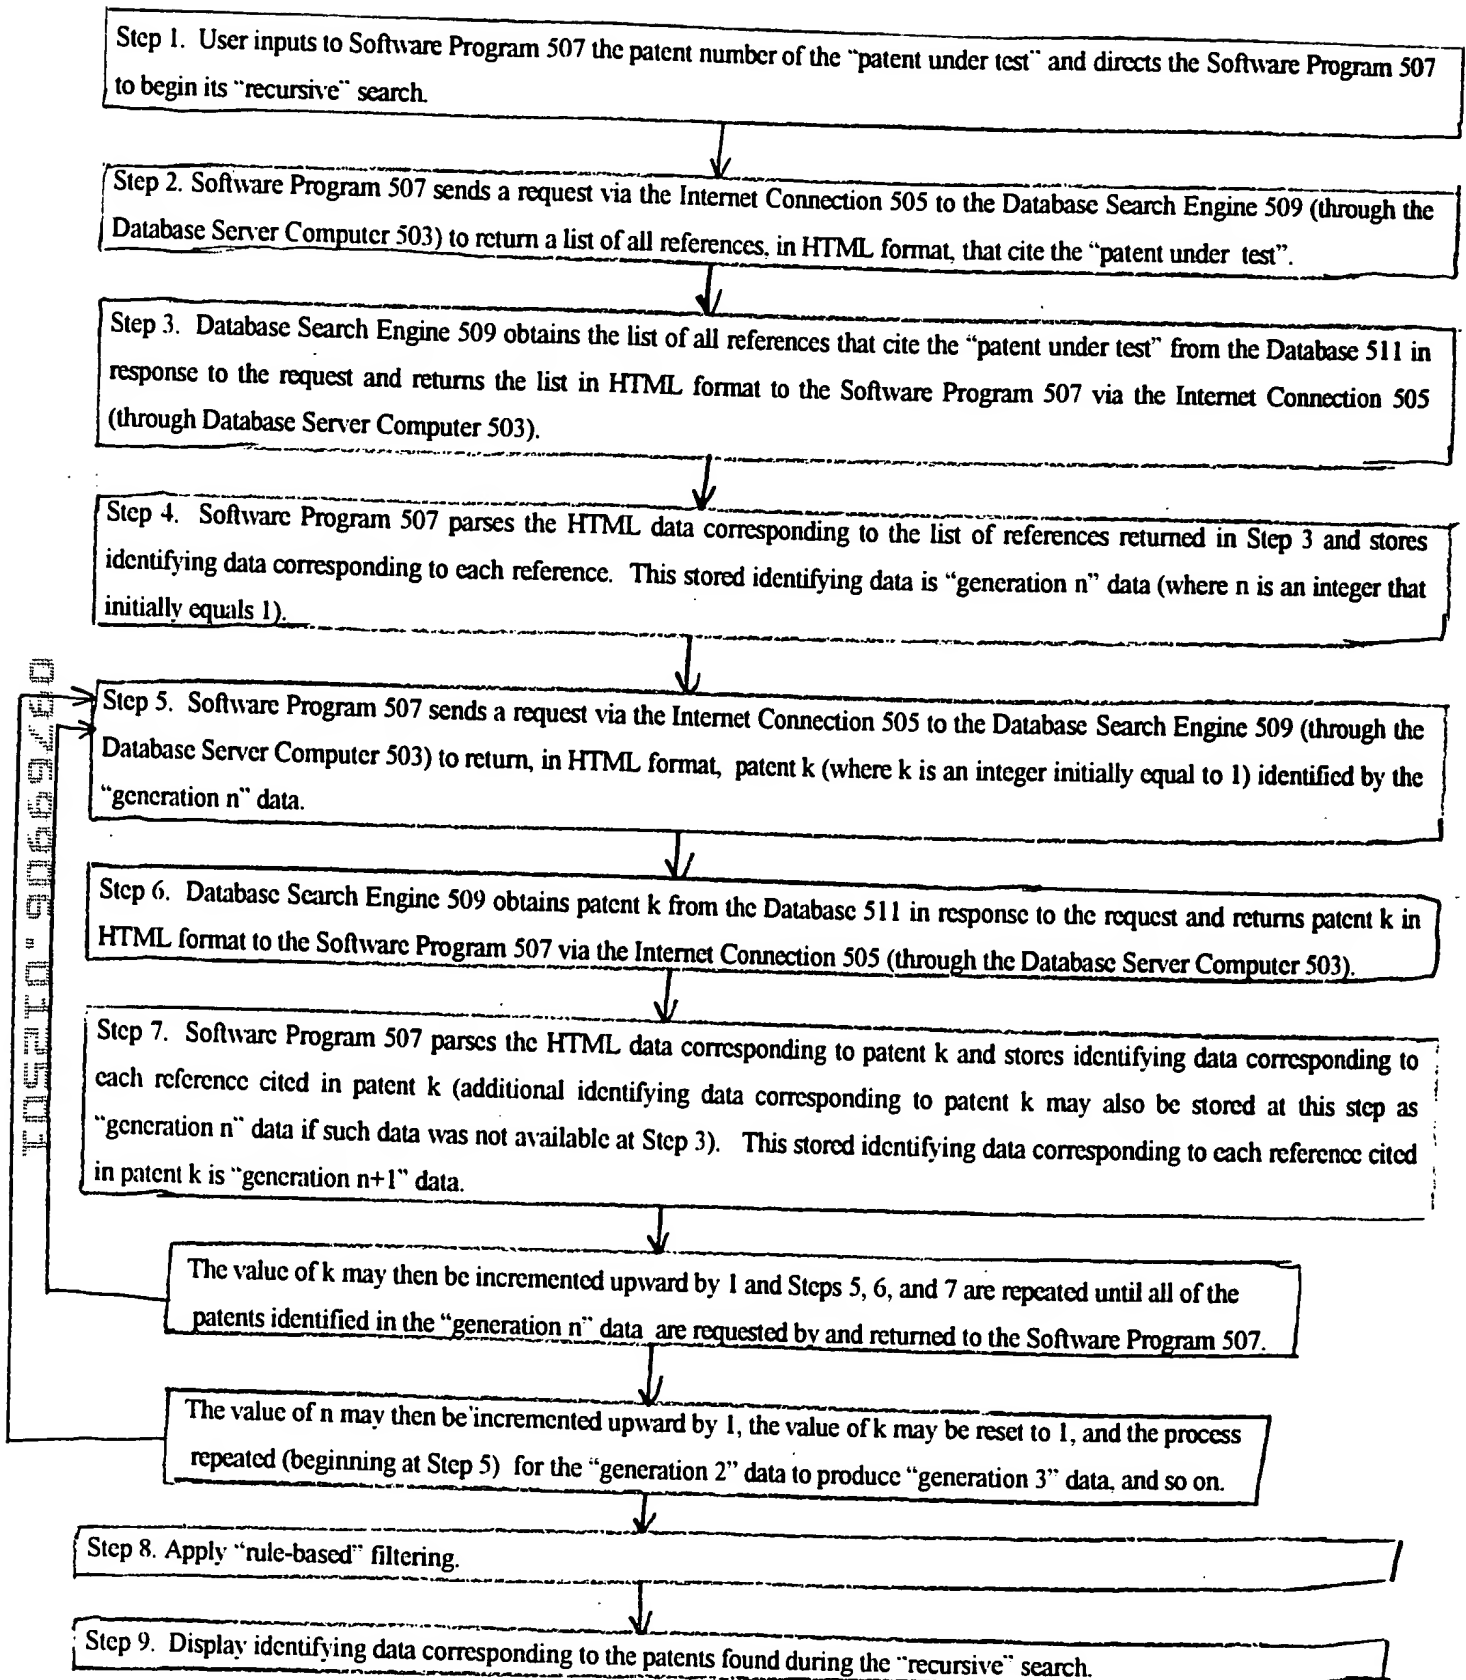 Step 1. User inputs to Software Program 507 the patent number of the “patent under test” and directs the Software Program 507
to begin its “recursive” search.
Step 2. Software Program 507 sends a request via the Internet Connection 505 to the Database Search Engine 509 (through the
Database Server Computer 503) to return a list of all references, in HTML format, that cite the “patent under test”.
Step 3. Database Search Engine 509 obtains the list of all references that cite the “patent under test” from the Database 511 in
response to the request and returns the list in HTML format to the Software Program 507 via the Internet Connection 505
(through Database Server Computer 503).
Step 4. Software Program 507 parses the HTML data corresponding to the list of references returned in Step 3 and stores
identifying data corresponding to each reference. This stored identifying data is “generation n” data (where n is an integer that
initially equals 1).
Step 5. Software Program 507 sends a request via the Internet Connection 505 to the Database Search Engine 509 (through the
Database Server Computer 503) to return, in HTML format, patent k (where k is an integer initially equal to 1) identified by the
“generation n” data.
Step 6. Database Search Engine 509 obtains patent k from the Database 511 in response to the request and returns patent k in
HTML format to the Software Program 507 via the Internet Connection 505 (through the Database Server Computer 503).
Step 7. Software Program 507 parses the HTML data corresponding to patent k and stores identifying data corresponding to
each reference cited in patent k (additional identifying data corresponding to patent k may also be stored at this step as
“generation n” data if such data was not available at Step 3). This stored identifying data corresponding to each reference cited
in patent k is “generation n+1” data.
The value of k may then be incremented upward by 1 and Steps 5, 6, and 7 are repeated until all of the
patents identified in the “generation n” data are requested by and returned to the Software Program 507.
The value of n may then be incremented upward by 1, the value of k may be reset to 1, and the process
repeated (beginning at Step 5) for the “generation 2” data to produce “generation 3” data, and so on.
Step 8. Apply “rule-based” filtering.
Step 9. Display identifying data corresponding to the patents found during the “recursive” search.